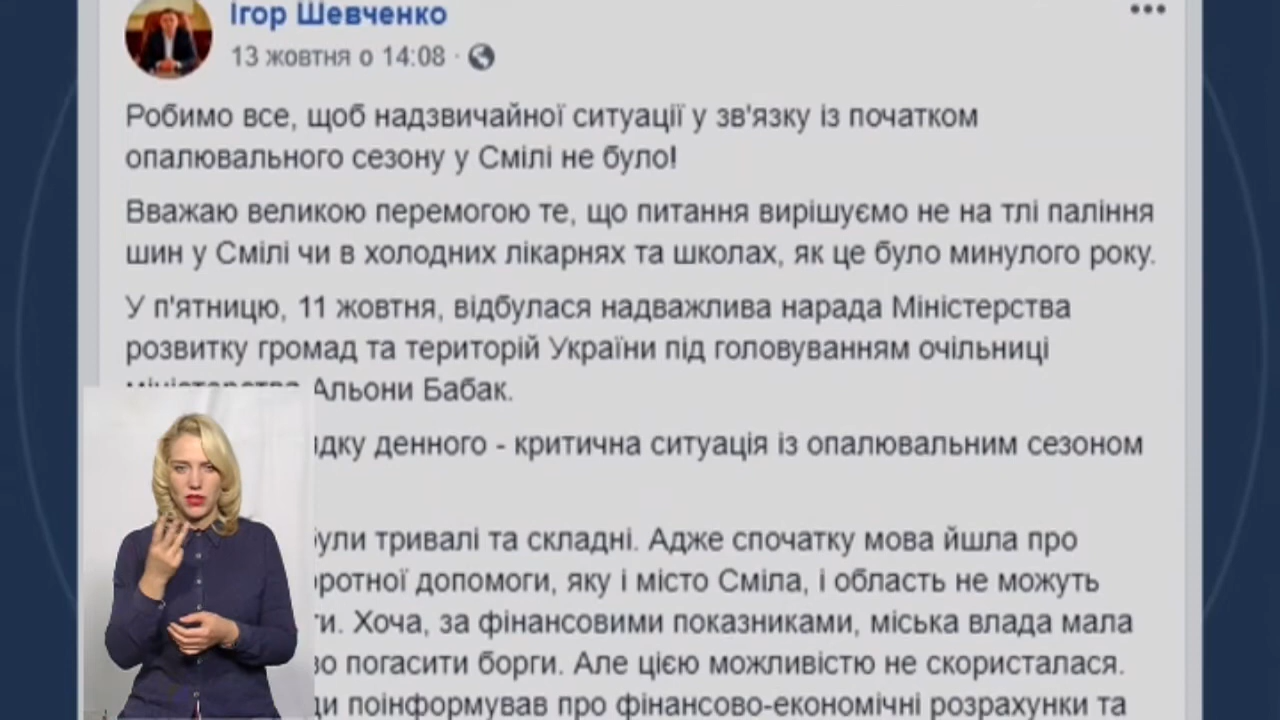 Ігор Шевченко
13 жовтня о 14:08 ·
Робимо все, щоб надзвичайної ситуації у зв'язку із початком
опалювального сезону у Смілі не було!
Вважаю великою перемогою те, що питання вирішуємо не на тлі паління
шин у Смілі чи в холодних лікарнях та школах, як це було минулого року.
У п'ятницю, 11 жовтня, відбулася надважлива нарада Міністерства
розвитку громад та територій України під головуванням очільниці
міністерства Альони Бабак.
денного - критична ситуація із опалювальним сезоном
тривалі та складні. Адже спочатку мова йшла про
допомоги, яку і місто Сміла, і область не можуть
Хоча, за фінансовими показниками, міська влада мала
погасити борги. Але цією можливістю не скористалася.
поінформував про фінансово-економічні розрахунки та